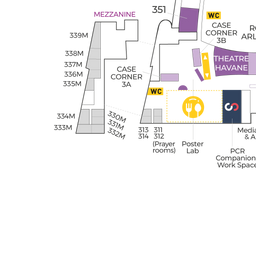 MEZZANINE
351
WC
CASE
CORNER
3B
339M
338M
337M
336M
335M
THEATRE
HAVANE
CASE
CORNER
3A
WC
334M
333M
330M
331M
332M
313
314
311
312
(Prayer
rooms)
Poster
Lab
PCR
Companion
Work Space
Media
& A
R
ARL